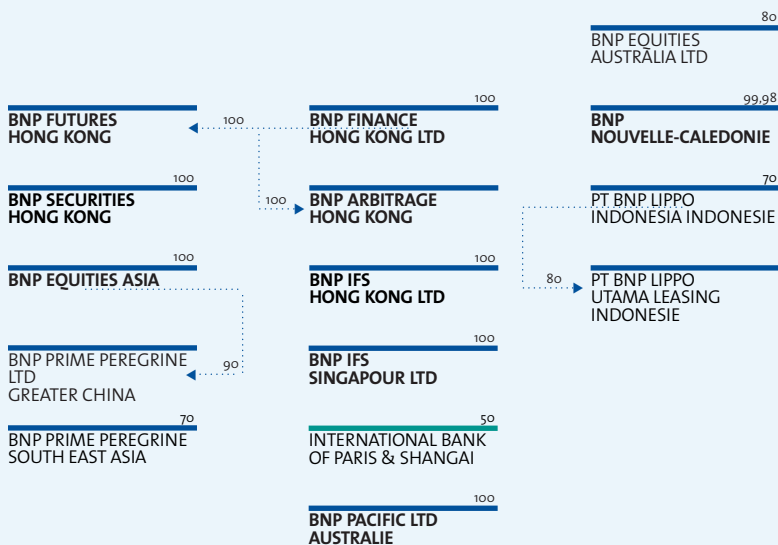 80
BNP EQUITIES
AUSTRALIA LTD
BNP FUTURES
HONG KONG
100
100
BNP FINANCE
HONG KONG LTD
99,98
BNP
NOUVELLE-CALEDONIE
100
BNP SECURITIES
HONG KONG
100
BNP ARBITRAGE
HONG KONG
70
PT BNP LIPPO
INDONESIA INDONESIE
100
BNP EQUITIES ASIA
100
BNP IFS
HONG KONG LTD
80
PT BNP LIPPO
UTAMA LEASING
INDONESIE
BNP PRIME PEREGRINE
LTD
GREATER CHINA
90
100
BNP IFS
SINGAPOUR LTD
70
BNP PRIME PEREGRINE
SOUTH EAST ASIA
50
INTERNATIONAL BANK
OF PARIS & SHANGAI
100
BNP PACIFIC LTD
AUSTRALIE